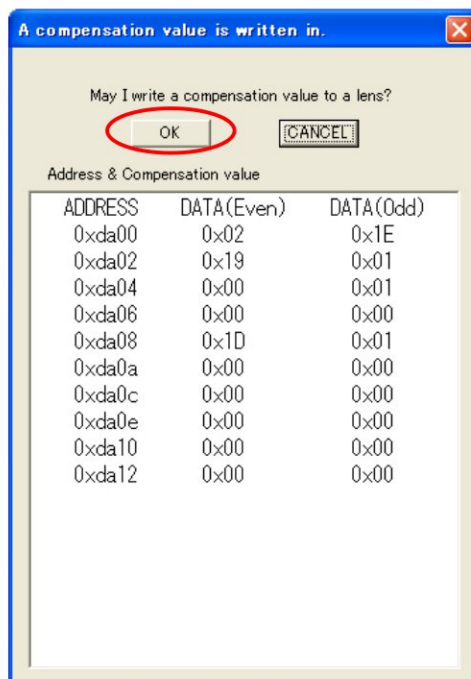 A compensation value is written in.
May I write a compensation value to a lens?
OK CANCEL
Address & Compensation value
ADDRESS DATA(Even) DATA(Odd)
0xda00 0x02 0x1E
0xda02 0x19 0x01
0xda04 0x00 0x01
0xda06 0x00 0x00
0xda08 0x1D 0x01
0xda0a 0x00 0x00
0xda0c 0x00 0x00
0xda0e 0x00 0x00
0xda10 0x00 0x00
0xda12 0x00 0x00